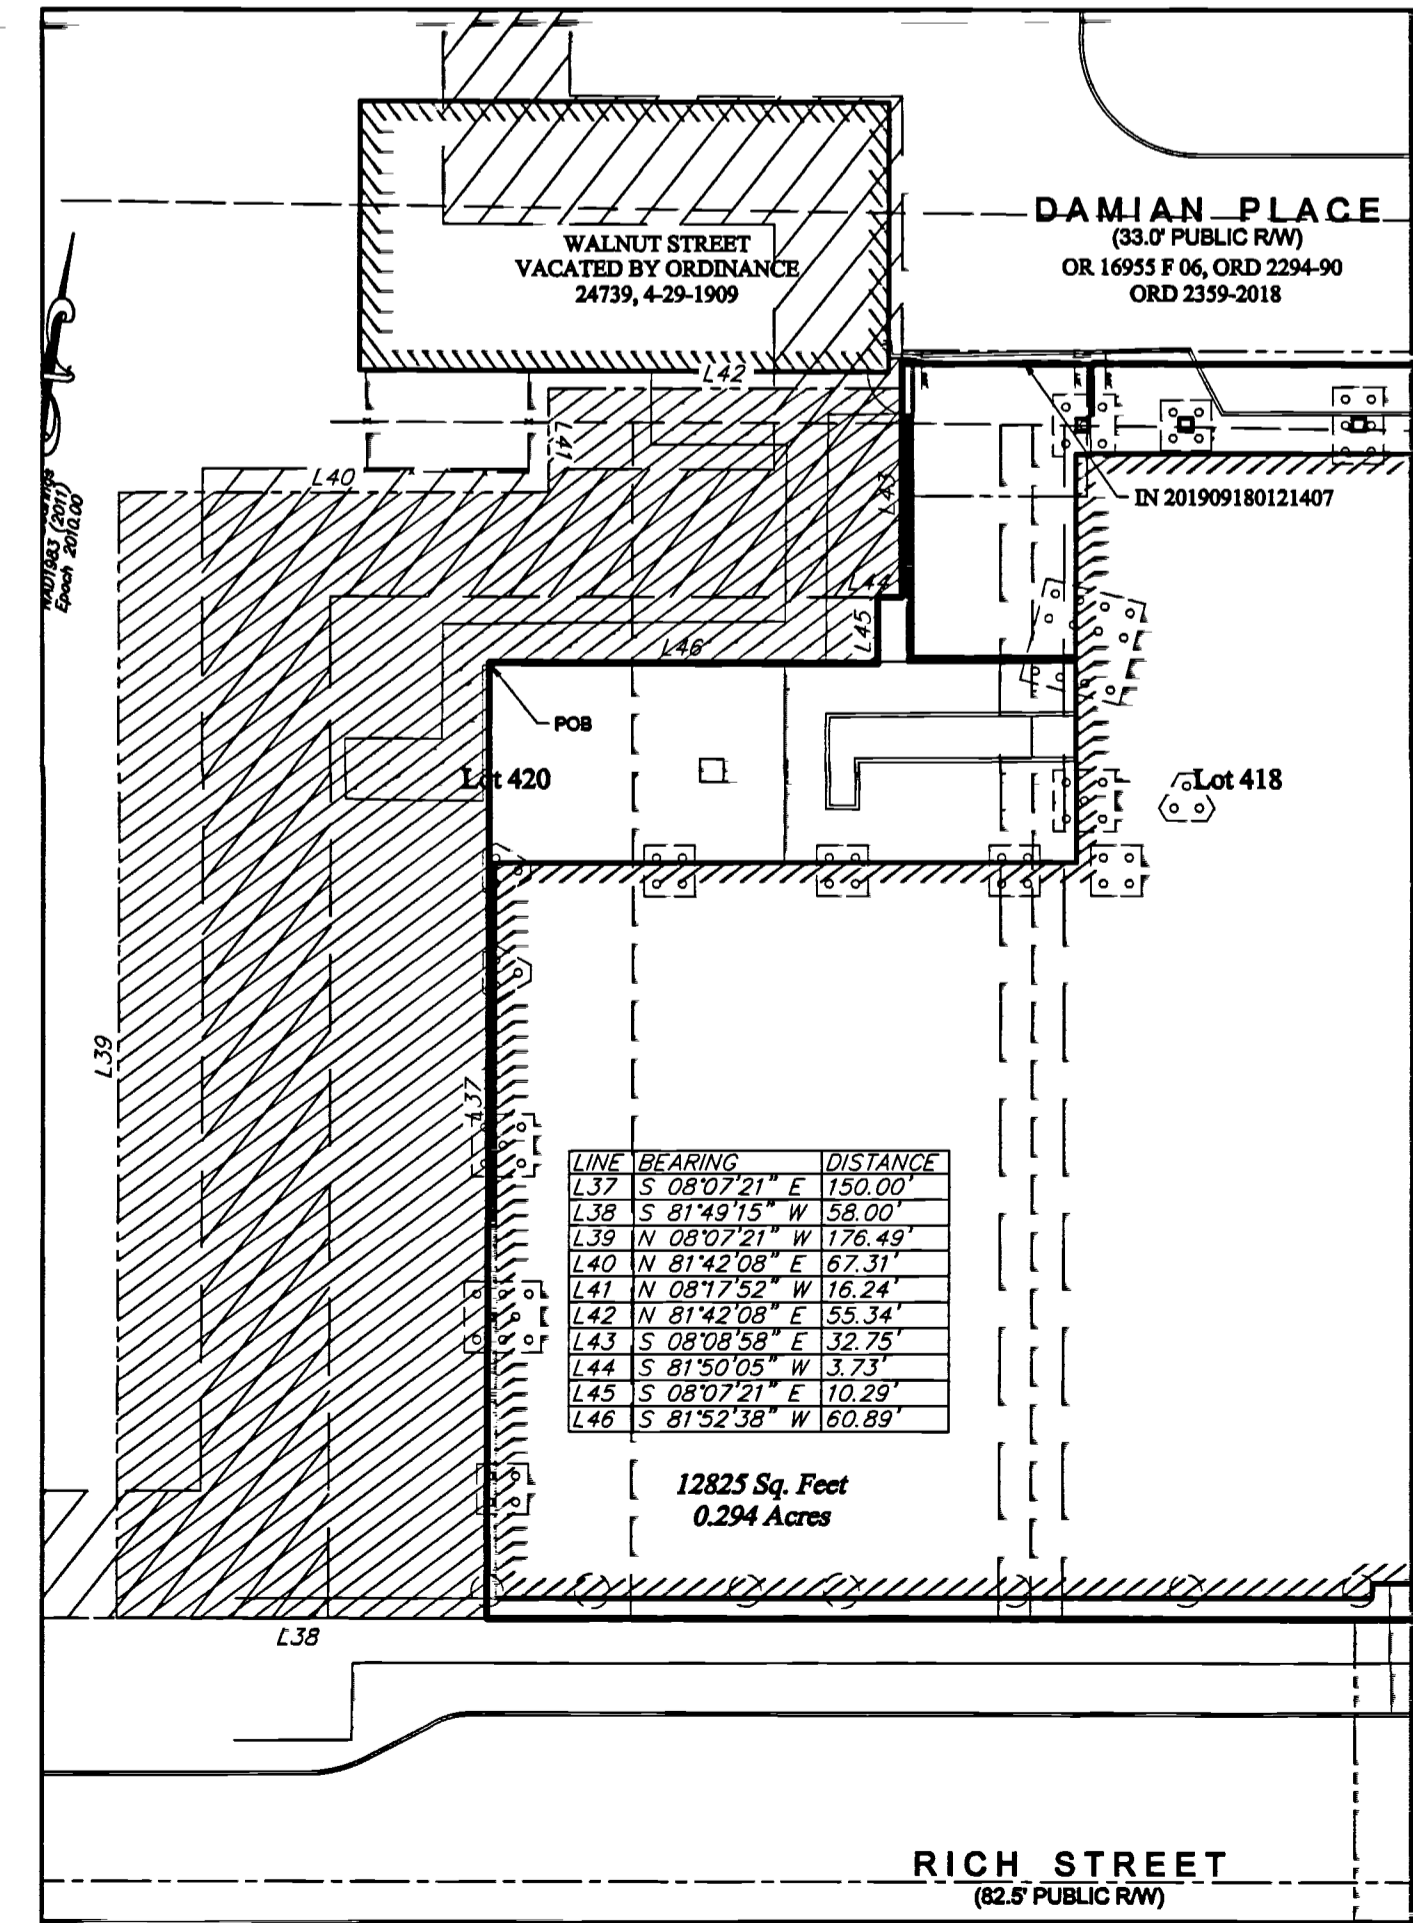 DAMIAN PLACE
(33.0' PUBLIC R/W)
OR 16955 F 06, ORD 2294-90
ORD 2359-2018
WALNUT STREET
VACATED BY ORDINANCE
24739, 4-29-1909
NAD1983 (2011)
Epoch 2010.00
L42
L41
L40
L43
IN 201909180121407
L44
L45
L46
POB
Lot 420
Lot 418
L39
L37
LINE BEARING DISTANCE
L37 S 08°07'21" E 150.00'
L38 S 81°49'15" W 58.00'
L39 N 08°07'21" W 176.49'
L40 N 81°42'08" E 67.31'
L41 N 08°17'52" W 16.24'
L42 N 81°42'08" E 55.34'
L43 S 08°08'58" E 32.75'
L44 S 81°50'05" W 3.73'
L45 S 08°07'21" E 10.29'
L46 S 81°52'38" W 60.89'
12825 Sq. Feet
0.294 Acres
L38
RICH STREET
(82.5' PUBLIC R/W)